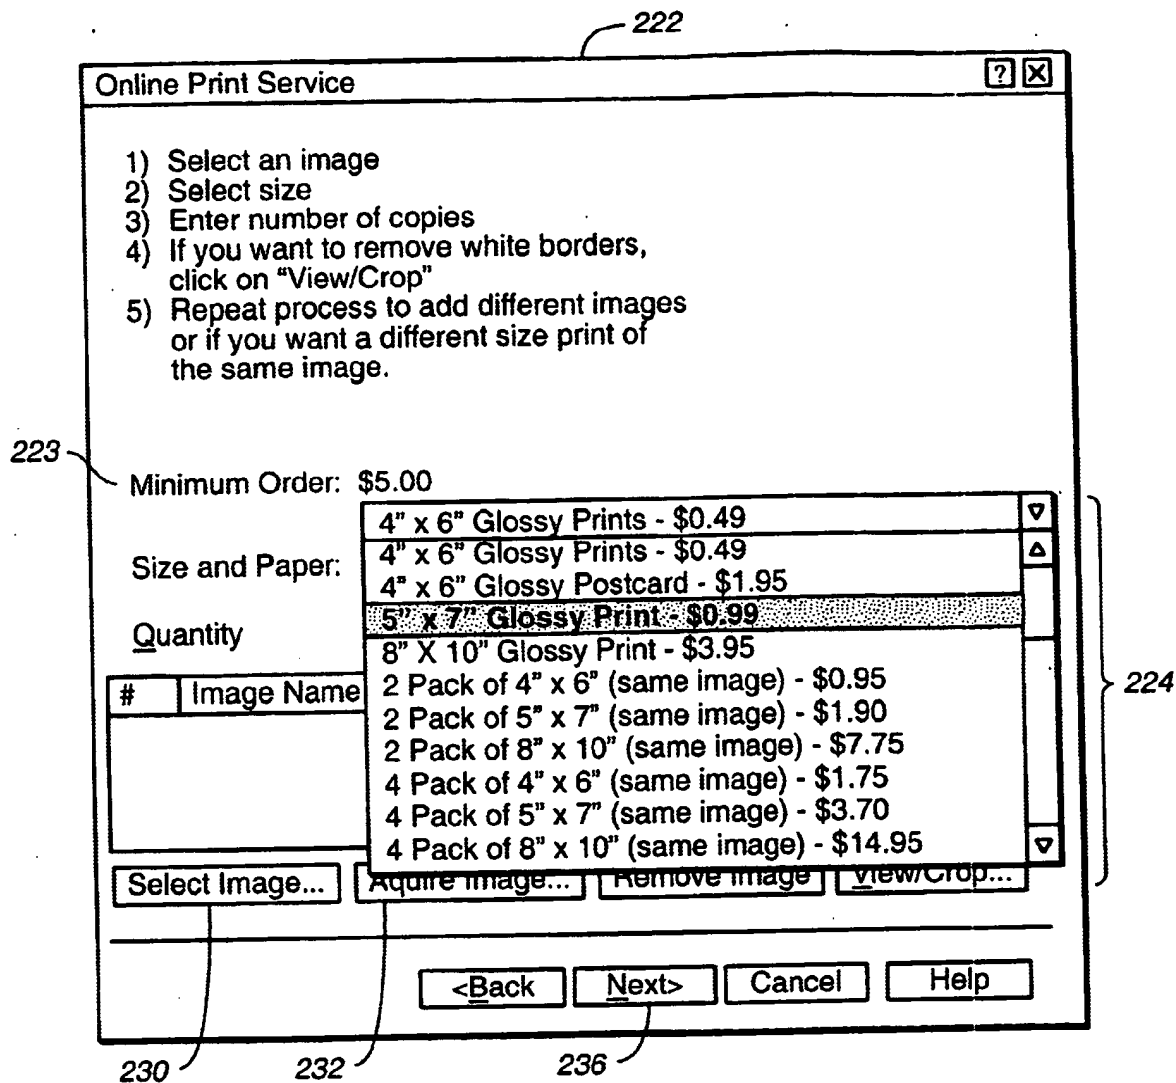 222
Online Print Service ? X
1) Select an image
2) Select size
3) Enter number of copies
4) If you want to remove white borders,
click on “View/Crop”
5) Repeat process to add different images
or if you want a different size print of
the same image.
223
Minimum Order: $5.00
4" x 6" Glossy Prints - $0.49
Size and Paper:
4" x 6" Glossy Prints - $0.49
4" x 6" Glossy Postcard - $1.95
5" x 7" Glossy Print - $0.99
Quantity
8" X 10" Glossy Print - $3.95
# Image Name
2 Pack of 4" x 6" (same image) - $0.95
2 Pack of 5" x 7" (same image) - $1.90
2 Pack of 8" x 10" (same image) - $7.75
4 Pack of 4" x 6" (same image) - $1.75
4 Pack of 5" x 7" (same image) - $3.70
4 Pack of 8" x 10" (same image) - $14.95
224
Select Image... Aquire Image... Remove Image View/Crop...
<Back Next> Cancel Help
230 232 236